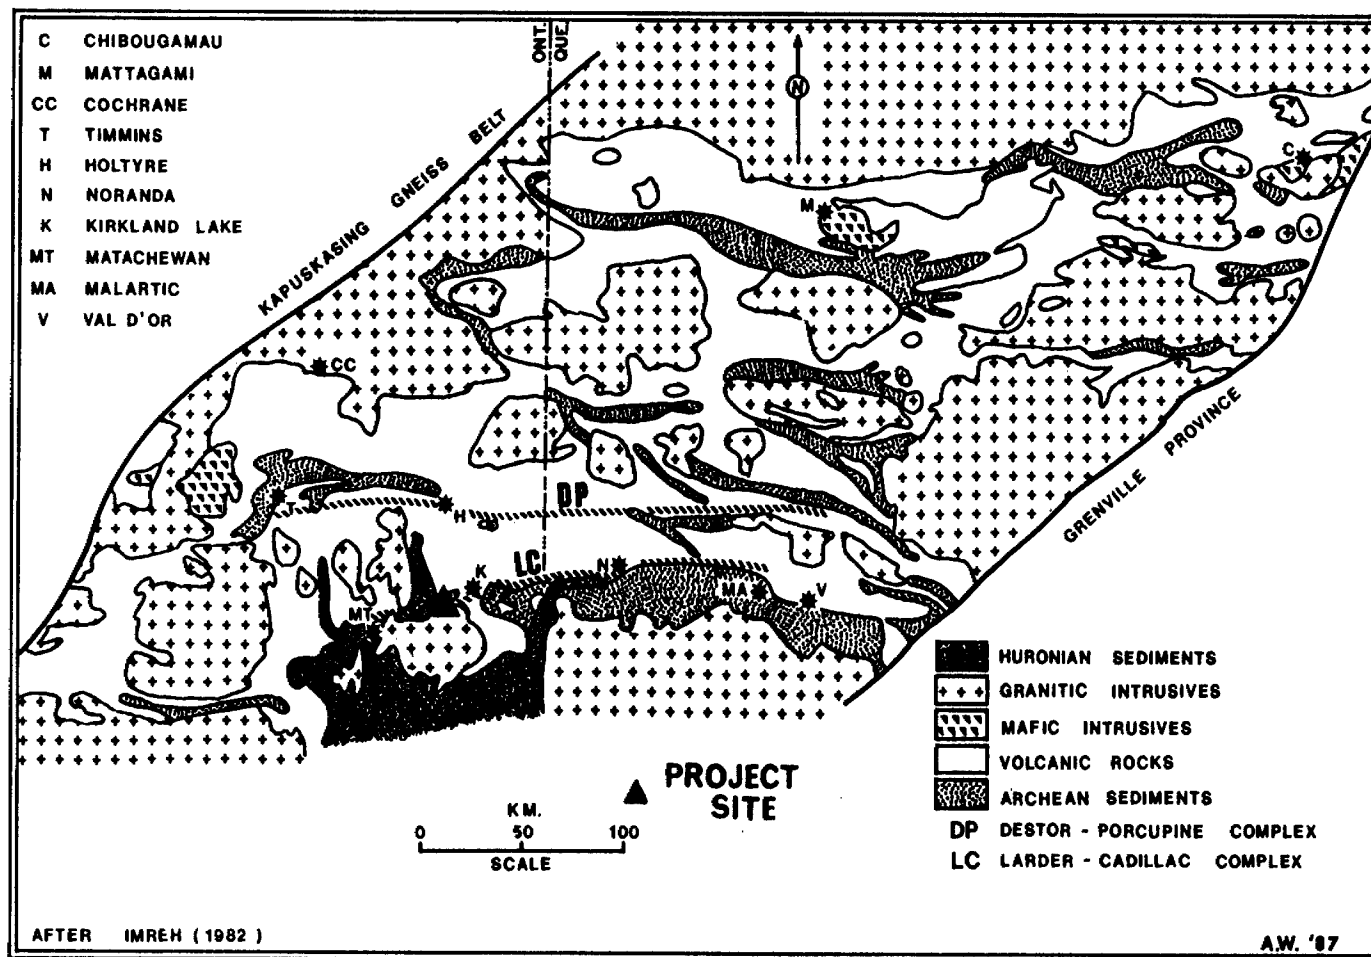 C CHIBOUGAMAU
M MATTAGAMI
CC COCHRANE
T TIMMINS
H HOLTYRE
N NORANDA
K KIRKLAND LAKE
MT MATACHEWAN
MA MALARTIC
V VAL D'OR
ONT.
QUE.
N
KAPUSKASING GNEISS BELT
C
M
CC
T
H
DP
LC
K
N
MT
MA
V
GRENVILLE PROVINCE
HURONIAN SEDIMENTS
GRANITIC INTRUSIVES
MAFIC INTRUSIVES
VOLCANIC ROCKS
ARCHEAN SEDIMENTS
DP DESTOR - PORCUPINE COMPLEX
LC LARDER - CADILLAC COMPLEX
PROJECT
SITE
KM.
0 50 100
SCALE
AFTER IMREH (1982)
A.W. '87